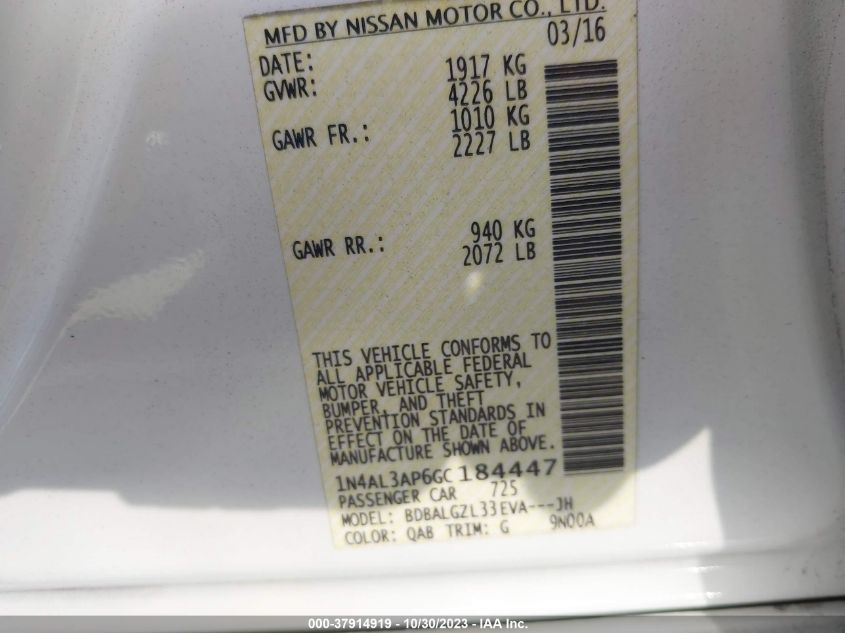 MFD BY NISSAN MOTOR CO., LTD.
DATE: 03/16
GVWR: 1917 KG
4226 LB
GAWR FR.: 1010 KG
2227 LB
GAWR RR.: 940 KG
2072 LB
THIS VEHICLE CONFORMS TO
ALL APPLICABLE FEDERAL
MOTOR VEHICLE SAFETY,
BUMPER, AND THEFT
PREVENTION STANDARDS IN
EFFECT ON THE DATE OF
MANUFACTURE SHOWN ABOVE.
1N4AL3AP6GC184447
PASSENGER CAR 725
MODEL: BDBALGZL33EVA---JH
COLOR: QAB TRIM: G 9N00A
000-37914919 - 10/30/2023 - IAA Inc.